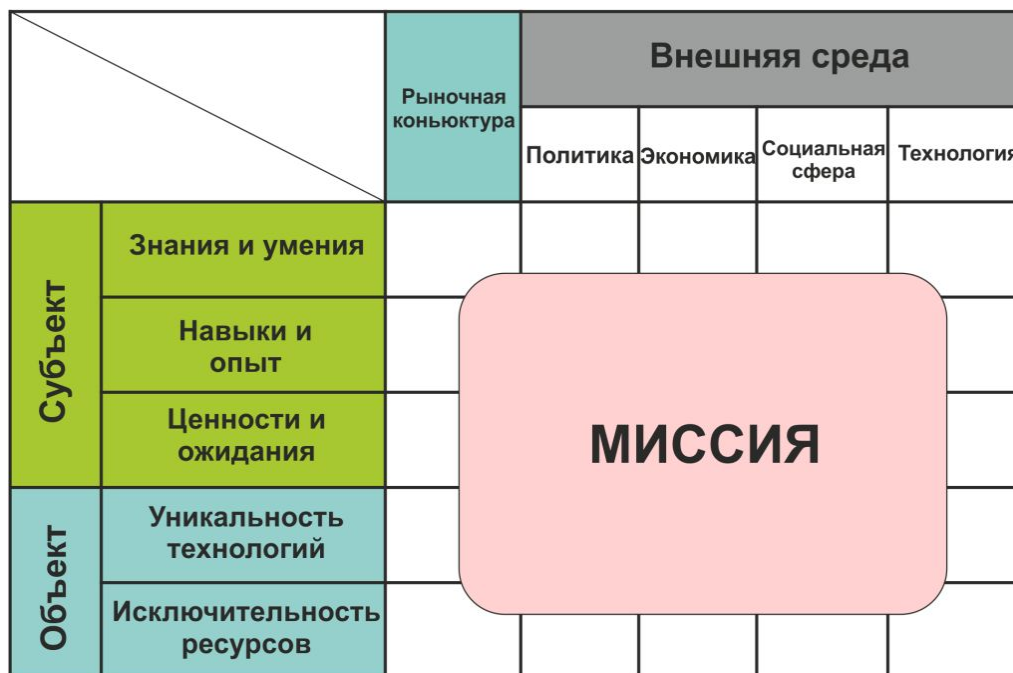 Рыночная
коньюктура
Внешняя среда
Политика
Экономика
Социальная
сфера
Технология
Субъект
Знания и умения
Навыки и
опыт
Ценности и
ожидания
МИССИЯ
Объект
Уникальность
технологий
Исключительность
ресурсов